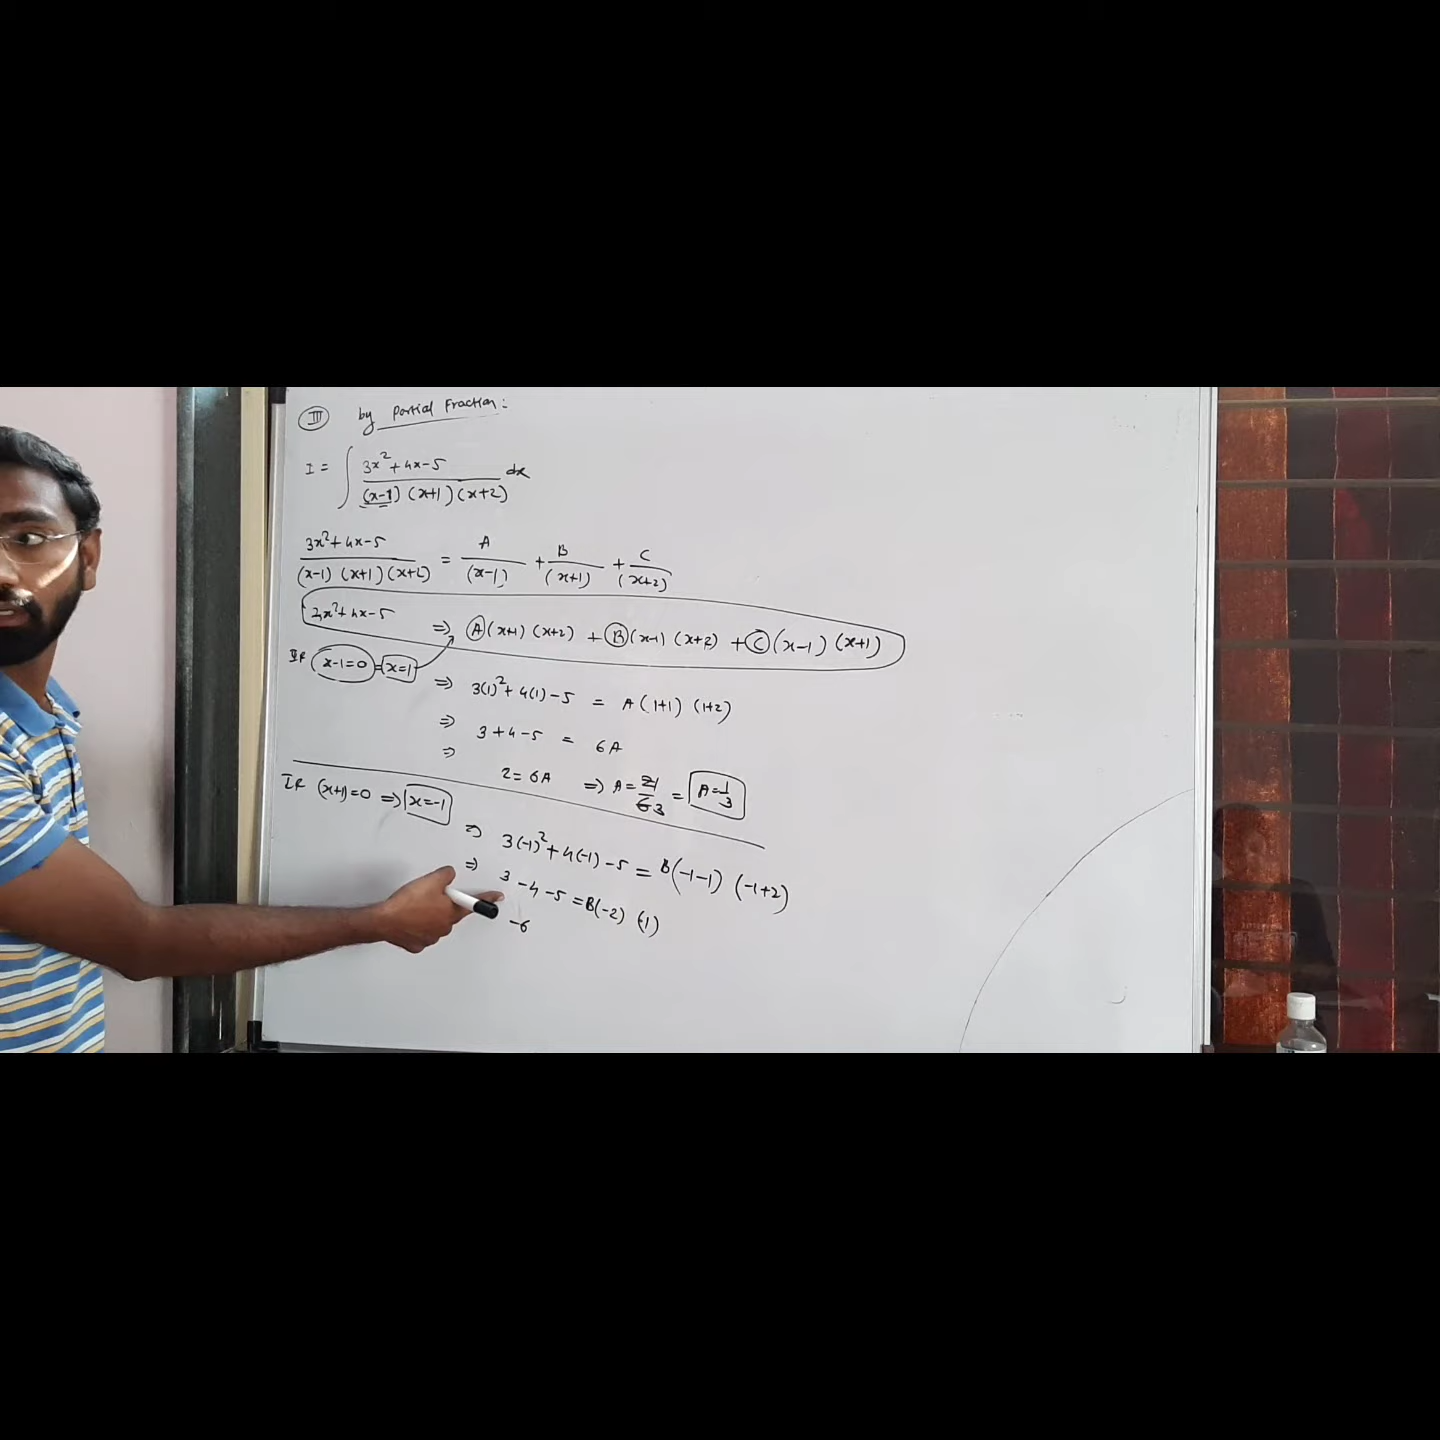 III by Partial Fraction:
I = ∫ 3x²+4x-5 / (x-1) (x+1) (x+2) dx
3x²+4x-5 / (x-1) (x+1) (x+2) = A / (x-1) + B / (x+1) + C / (x+2)
3x²+4x-5 ⇒ A (x+1) (x+2) + B (x-1) (x+2) + C (x-1) (x+1)
If x-1=0 = x=1 ⇒ 3(1)²+4(1)-5 = A(1+1) (1+2)
⇒ 3+4-5 = 6A
⇒ 2=6A ⇒ A = 21 / 63 = A=1/3
If (x+1)=0 ⇒ x=-1
⇒ 3(-1)²+4(-1)-5 = B(-1-1) (-1+2)
⇒ 3-4-5 = B(-2) (1)
-6